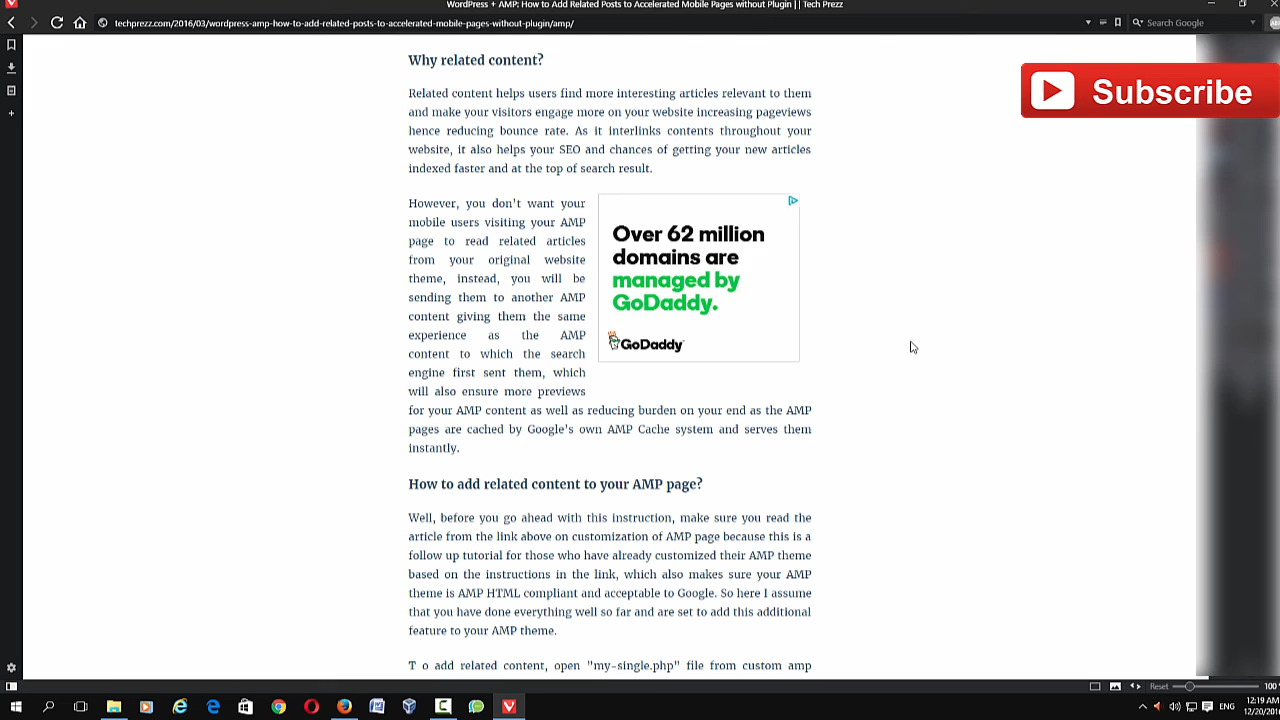 WordPress + AMP: How to Add Related Posts to Accelerated Mobile Pages without Plugin | | Tech Prezz
techprezz.com/2016/03/wordpress-amp-how-to-add-related-posts-to-accelerated-mobile-pages-without-plugin/amp/
Search Google
Subscribe
Why related content?
Related content helps users find more interesting articles relevant to them
and make your visitors engage more on your website increasing pageviews
hence reducing bounce rate. As it interlinks contents throughout your
website, it also helps your SEO and chances of getting your new articles
indexed faster and at the top of search result.
However, you don't want your
mobile users visiting your AMP
page to read related articles
from your original website
theme, instead, you will be
sending them to another AMP
content giving them the same
experience as the AMP
content to which the search
engine first sent them, which
will also ensure more previews
for your AMP content as well as reducing burden on your end as the AMP
pages are cached by Google's own AMP Cache system and serves them
instantly.
Over 62 million
domains are
managed by
GoDaddy.
GoDaddy
How to add related content to your AMP page?
Well, before you go ahead with this instruction, make sure you read the
article from the link above on customization of AMP page because this is a
follow up tutorial for those who have already customized their AMP theme
based on the instructions in the link, which also makes sure your AMP
theme is AMP HTML compliant and acceptable to Google. So here I assume
that you have done everything well so far and are set to add this additional
feature to your AMP theme.
T o add related content, open "my-single.php" file from custom amp
Reset
100
ENG
12:19 AM
12/20/201